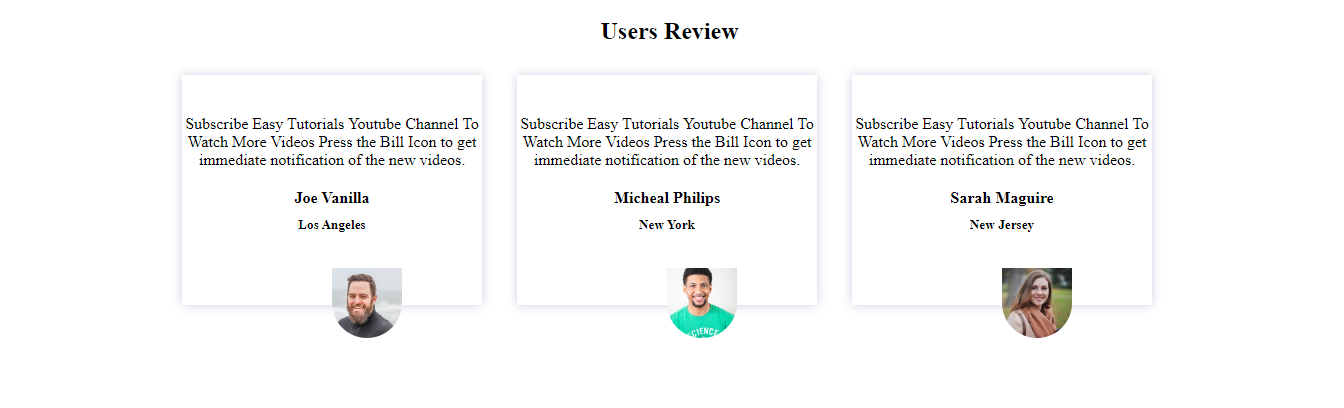 Users Review
Subscribe Easy Tutorials Youtube Channel To
Watch More Videos Press the Bill Icon to get
immediate notification of the new videos.
Joe Vanilla
Los Angeles
Subscribe Easy Tutorials Youtube Channel To
Watch More Videos Press the Bill Icon to get
immediate notification of the new videos.
Micheal Philips
New York
SCIENCE
Subscribe Easy Tutorials Youtube Channel To
Watch More Videos Press the Bill Icon to get
immediate notification of the new videos.
Sarah Maguire
New Jersey